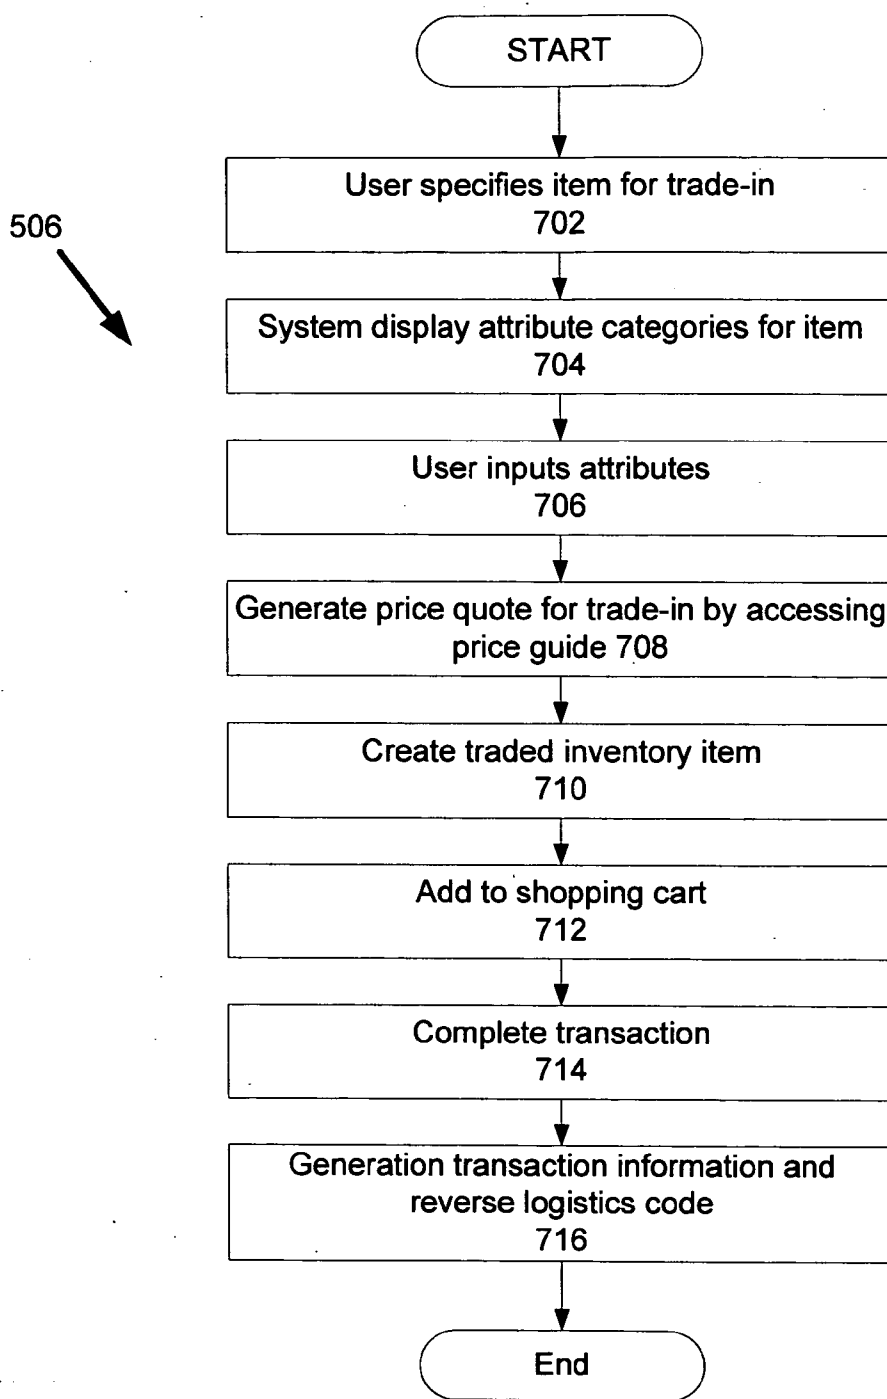 START
User specifies item for trade-in
702
506
System display attribute categories for item
704
User inputs attributes
706
Generate price quote for trade-in by accessing
price guide 708
Create traded inventory item
710
Add to shopping cart
712
Complete transaction
714
Generation transaction information and
reverse logistics code
716
End